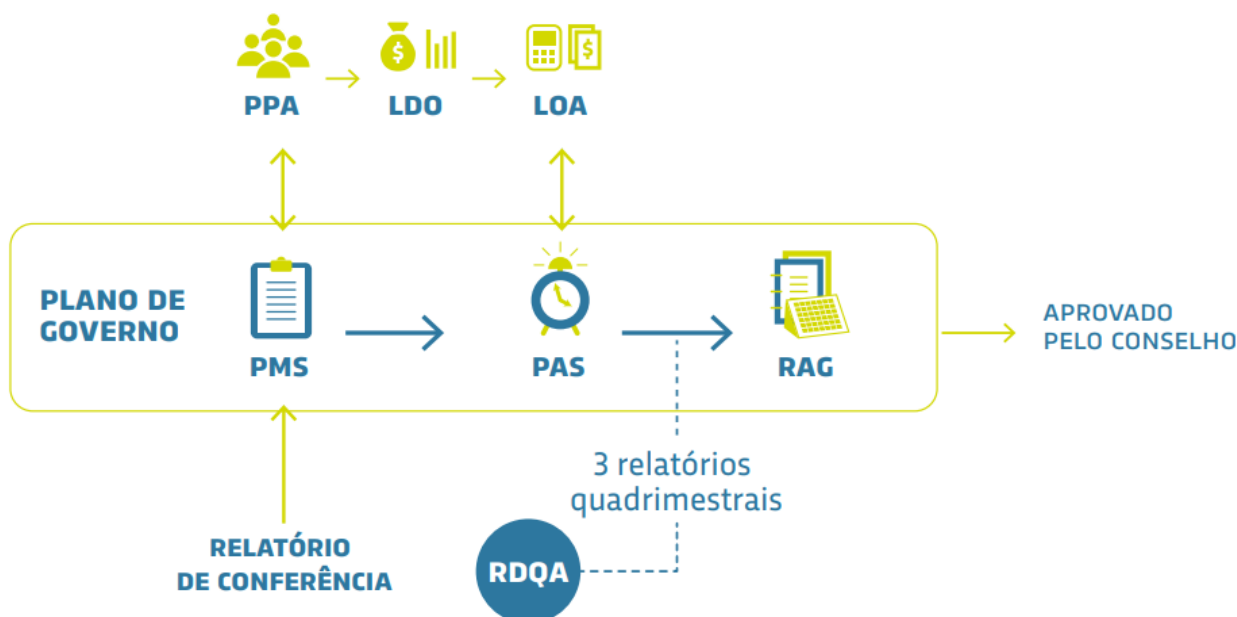 PPA
LDO
LOA
PLANO DE
GOVERNO
PMS
PAS
RAG
APROVADO
PELO CONSELHO
3 relatórios
quadrimestrais
RELATÓRIO
DE CONFERÊNCIA
RDQA